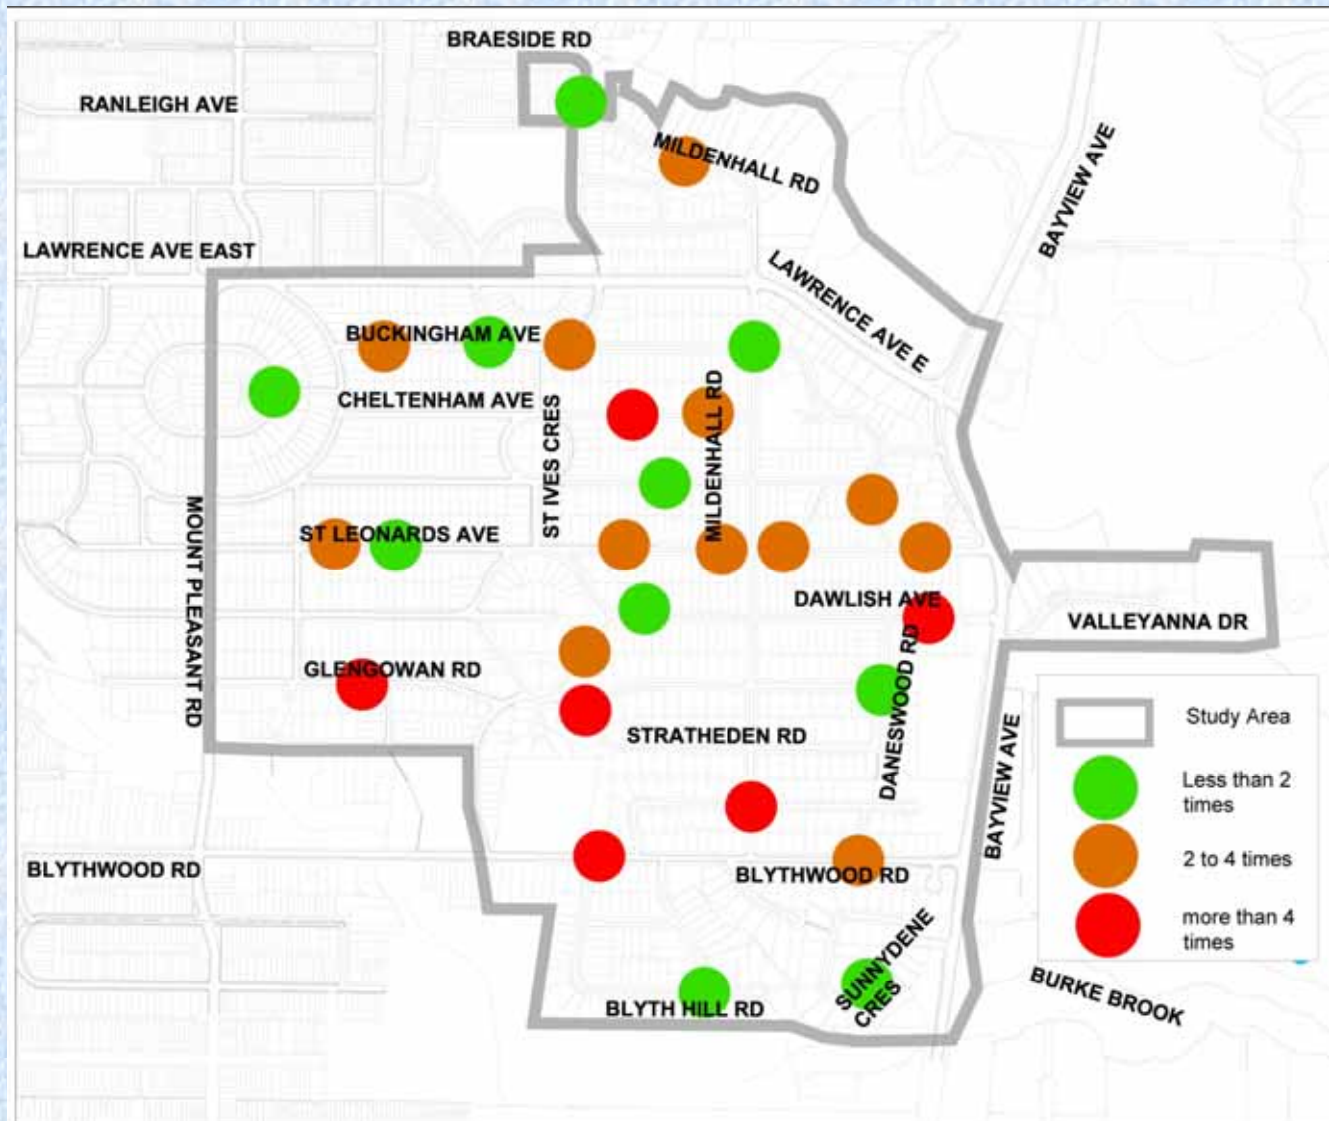 BRAESIDE RD
RANLEIGH AVE
MILDENHALL RD
BAYVIEW AVE
LAWRENCE AVE EAST
LAWRENCE AVE E
BUCKINGHAM AVE
CHELTENHAM AVE
ST IVES CRES
MILDENHALL RD
MOUNT PLEASANT RD
ST LEONARDS AVE
DAWLISH AVE
VALLEYANNA DR
GLENGOWAN RD
DANESWOOD RD
STRATHEDEN RD
BAYVIEW AVE
BLYTHWOOD RD
BLYTHWOOD RD
SUNNYDENE
CRES
BLYTH HILL RD
BURKE BROOK
Study Area
Less than 2
times
2 to 4 times
more than 4
times